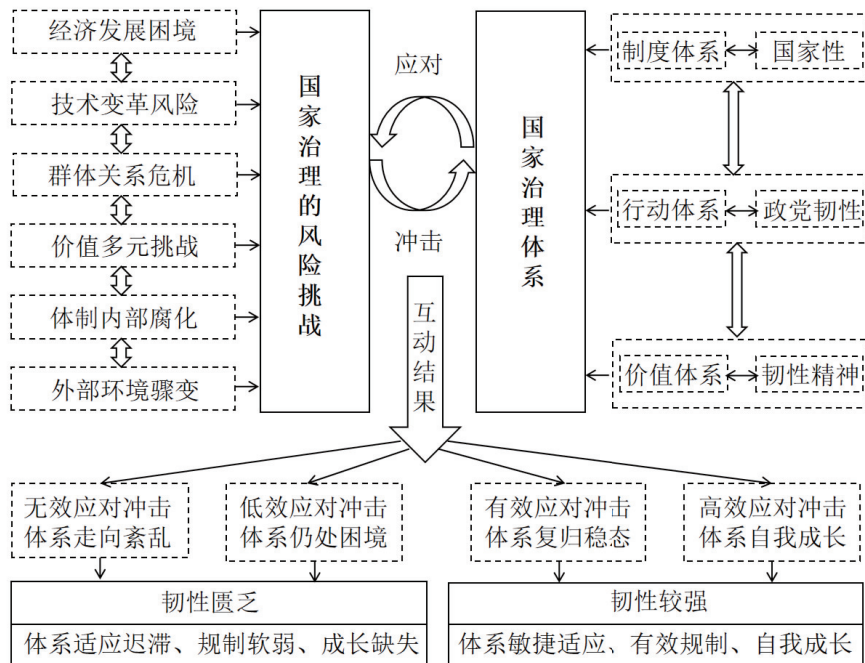 经济发展困境
技术变革风险
群体关系危机
价值多元挑战
体制内部腐化
外部环境骤变
国家治理的风险挑战
应对
冲击
国家治理体系
制度体系
国家性
行动体系
政党韧性
价值体系
韧性精神
互动结果
无效应对冲击
体系走向紊乱
低效应对冲击
体系仍处困境
有效应对冲击
体系复归稳态
高效应对冲击
体系自我成长
韧性匮乏
体系适应迟滞、规制软弱、成长缺失
韧性较强
体系敏捷适应、有效规制、自我成长